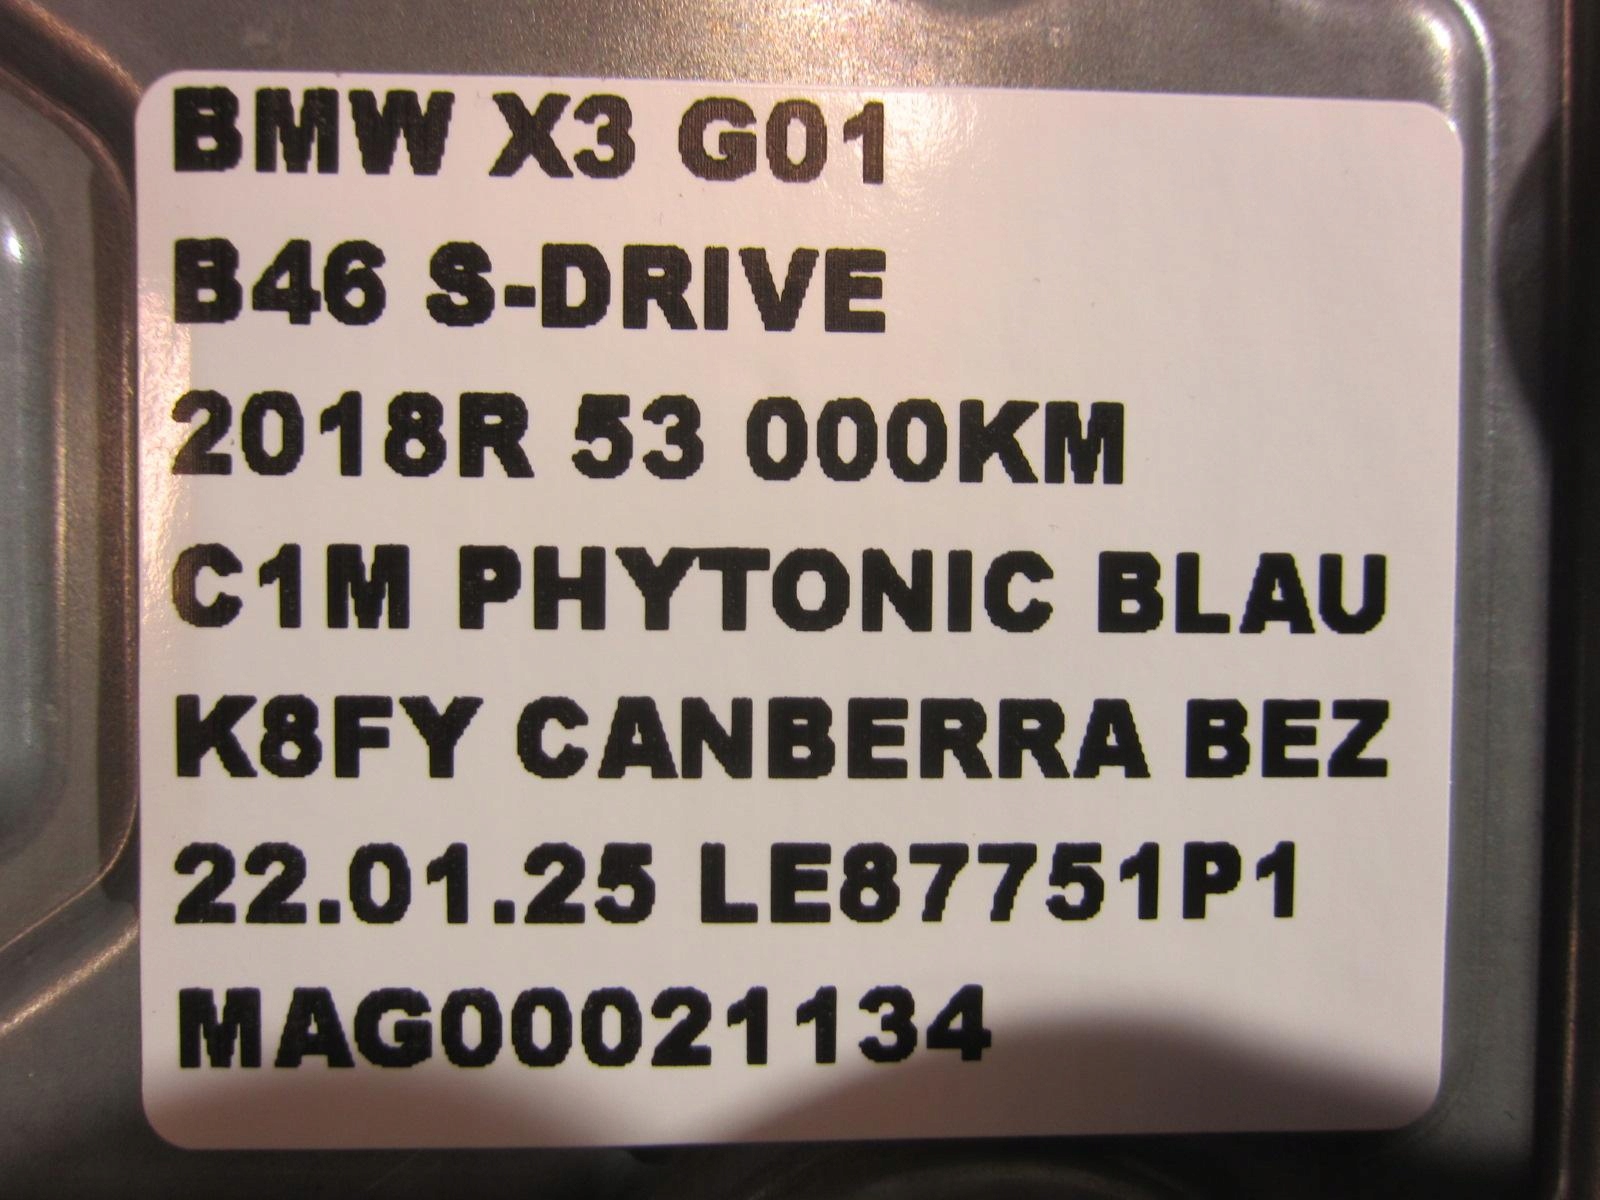 BMW X3 G01
B46 S-DRIVE
2018R 53 000KM
C1M PHYTONIC BLAU
K8FY CANBERRA BEZ
22.01.25 LE87751P1
MAG00021134